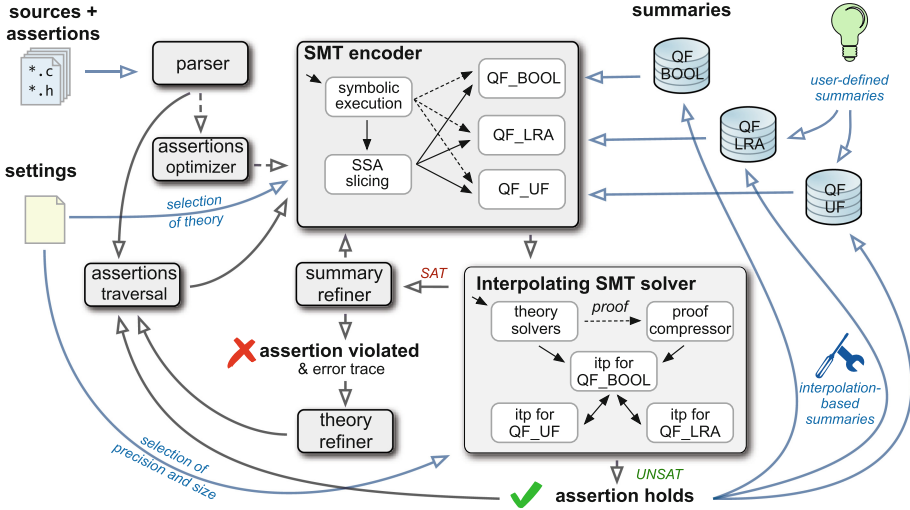 sources +
assertions
*.c
*.h
parser
assertions
optimizer
settings
selection
of theory
assertions
traversal
SMT encoder
symbolic
execution
SSA
slicing
QF_BOOL
QF_LRA
QF_UF
summaries
QF
BOOL
QF
LRA
QF
UF
user-defined
summaries
summary
refiner
SAT
assertion violated
& error trace
theory
refiner
Interpolating SMT solver
theory
solvers
proof
proof
compressor
itp for
QF_BOOL
itp for
QF_UF
itp for
QF_LRA
interpolation-
based
summaries
selection of
precision and size
UNSAT
assertion holds